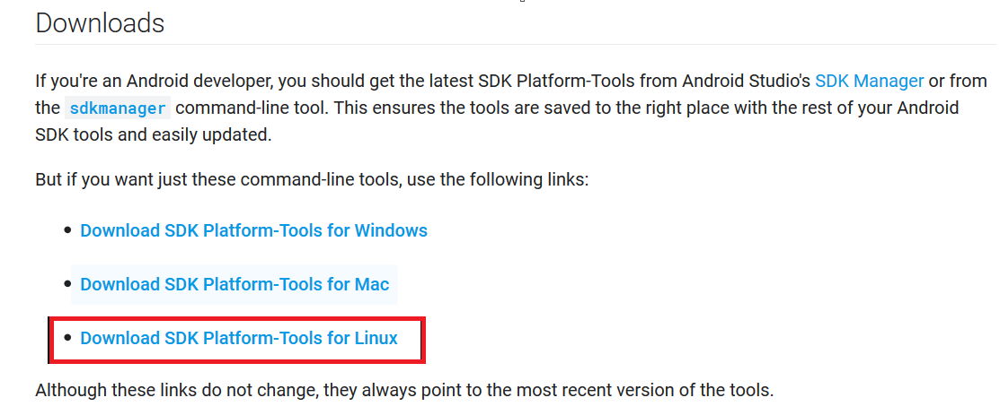 Downloads
If you're an Android developer, you should get the latest SDK Platform-Tools from Android Studio's SDK Manager or from
the sdkmanager command-line tool. This ensures the tools are saved to the right place with the rest of your Android
SDK tools and easily updated.
But if you want just these command-line tools, use the following links:
• Download SDK Platform-Tools for Windows
• Download SDK Platform-Tools for Mac
• Download SDK Platform-Tools for Linux
Although these links do not change, they always point to the most recent version of the tools.